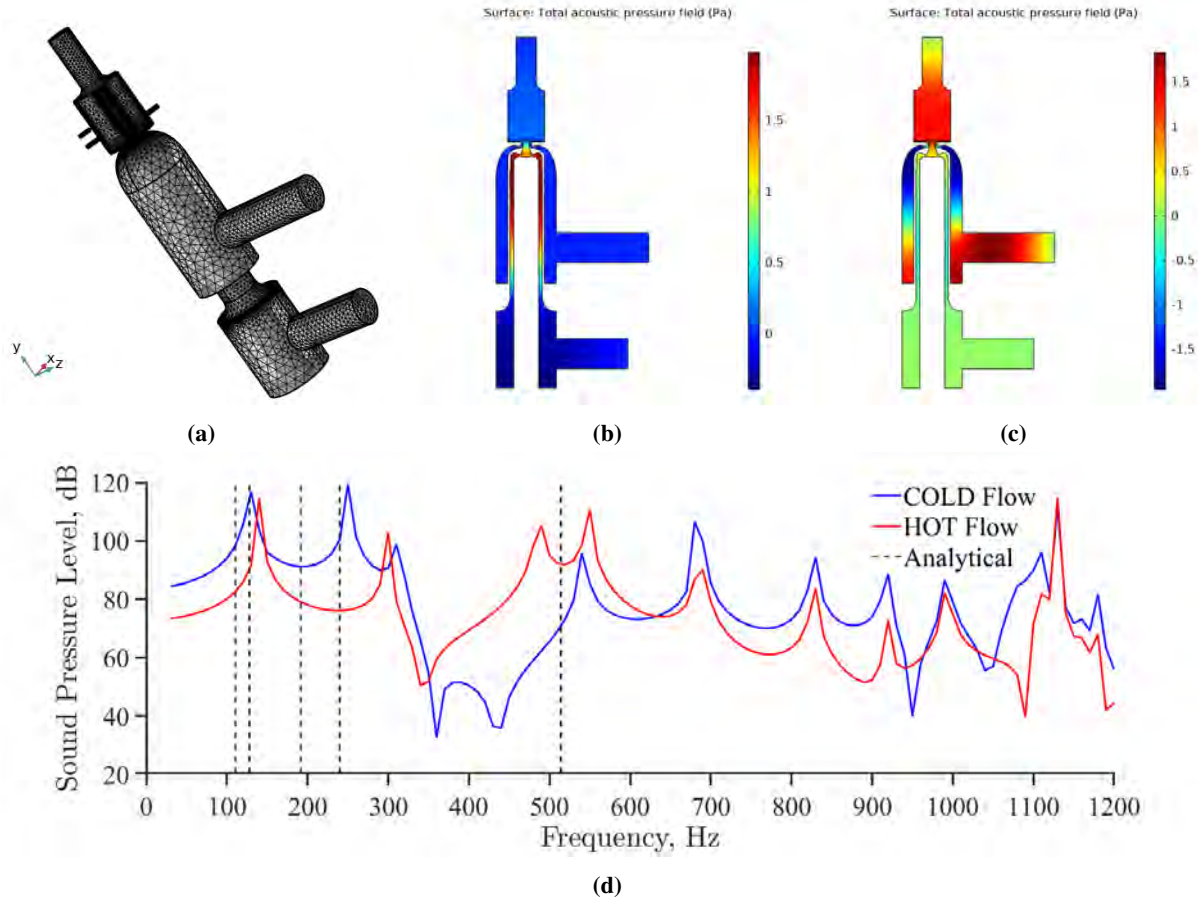 Surface: Total acoustic pressure field (Pa)
Surface: Total acoustic pressure field (Pa)
1.5
1
0.5
0
1.5
1
0.5
0
-0.5
-1
-1.5
y
x
z
(a)
(b)
(c)
Sound Pressure Level, dB
120
100
80
60
40
20
COLD Flow
HOT Flow
Analytical
0 100 200 300 400 500 600 700 800 900 1000 1100 1200
Frequency, Hz
(d)